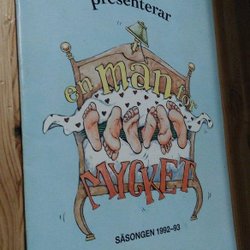 presenterar
en man för
MYCKET
SÄSONGEN 1992-93